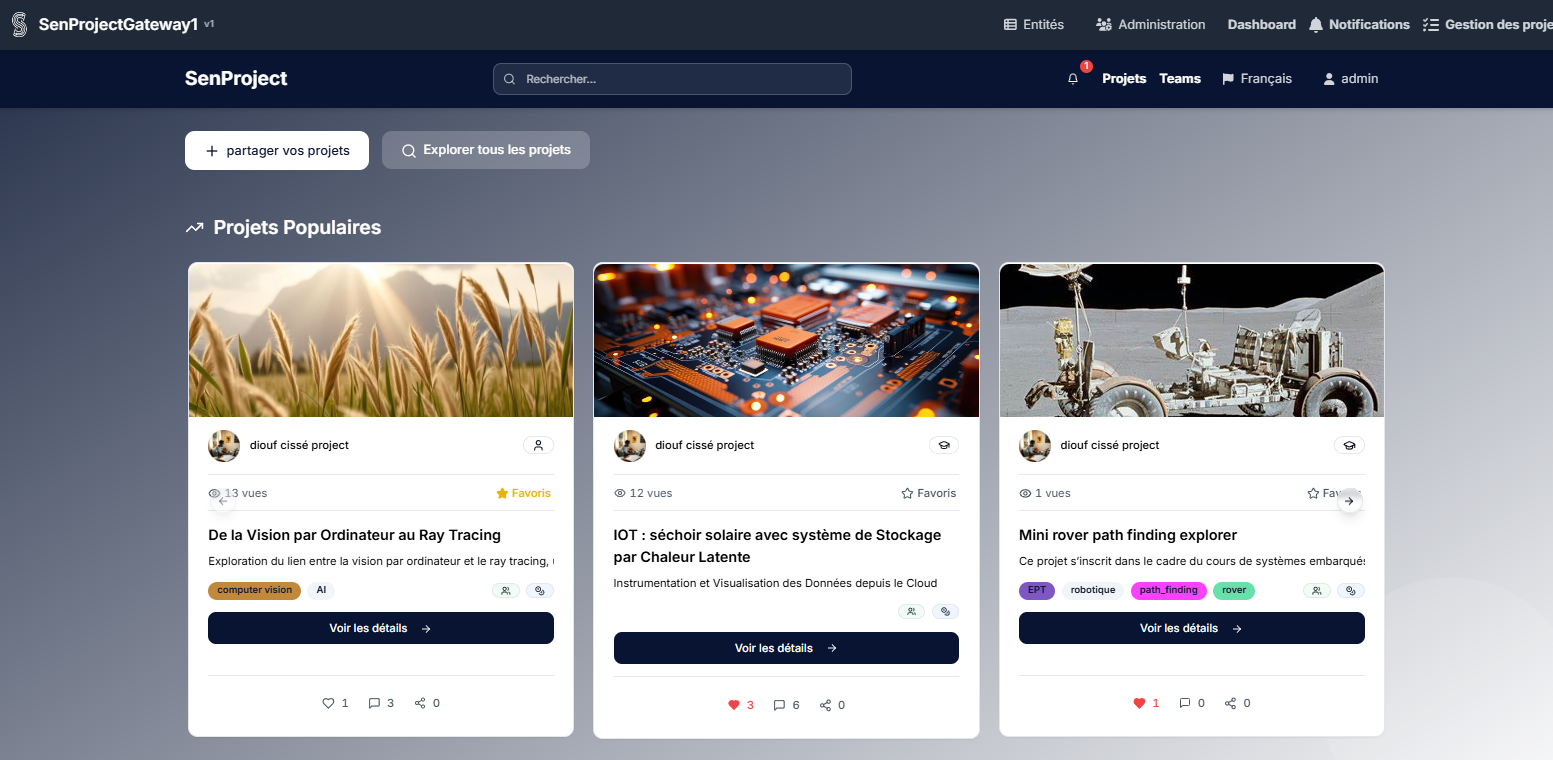 SenProjectGateway1 v1
Entités Administration Dashboard Notifications Gestion des proje
SenProject
Rechercher...
1
Projets Teams Français admin
partager vos projets
Explorer tous les projets
Projets Populaires
diouf cissé project
13 vues Favoris
De la Vision par Ordinateur au Ray Tracing
Exploration du lien entre la vision par ordinateur et le ray tracing,
computer vision AI
Voir les détails
1 3 0
diouf cissé project
12 vues Favoris
IOT : séchoir solaire avec système de Stockage
par Chaleur Latente
Instrumentation et Visualisation des Données depuis le Cloud
Voir les détails
3 6 0
diouf cissé project
1 vues Favoris
Mini rover path finding explorer
Ce projet s'inscrit dans le cadre du cours de systèmes embarqués
EPT robotique path_finding rover
Voir les détails
1 0 0